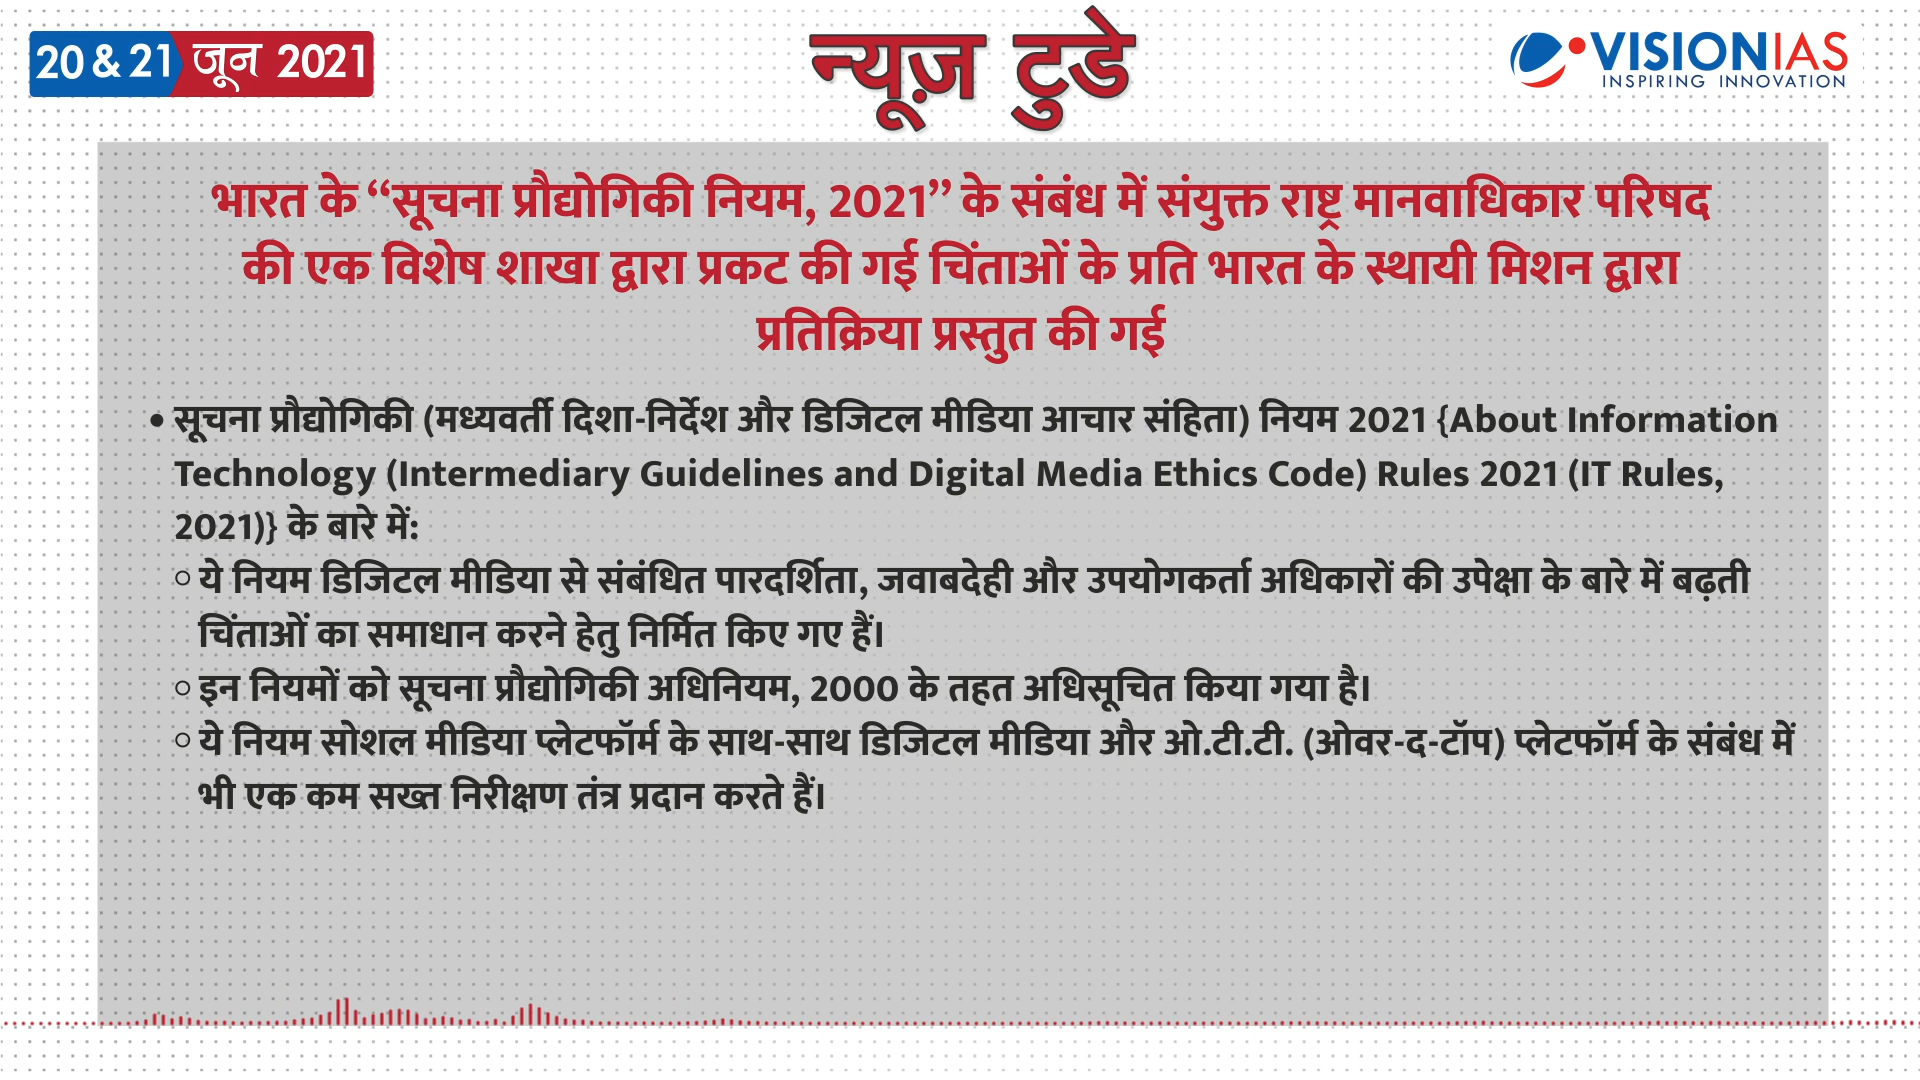 20 & 21 जून 2021
न्यूज़ टुडे
VISIONIAS
INSPIRING INNOVATION
भारत के “सूचना प्रौद्योगिकी नियम, 2021” के संबंध में संयुक्त राष्ट्र मानवाधिकार परिषद
की एक विशेष शाखा द्वारा प्रकट की गई चिंताओं के प्रति भारत के स्थायी मिशन द्वारा
प्रतिक्रिया प्रस्तुत की गई
• सूचना प्रौद्योगिकी (मध्यवर्ती दिशा-निर्देश और डिजिटल मीडिया आचार संहिता) नियम 2021 {About Information
Technology (Intermediary Guidelines and Digital Media Ethics Code) Rules 2021 (IT Rules,
2021)} के बारे में:
○ ये नियम डिजिटल मीडिया से संबंधित पारदर्शिता, जवाबदेही और उपयोगकर्ता अधिकारों की उपेक्षा के बारे में बढ़ती
चिंताओं का समाधान करने हेतु निर्मित किए गए हैं।
○ इन नियमों को सूचना प्रौद्योगिकी अधिनियम, 2000 के तहत अधिसूचित किया गया है।
○ ये नियम सोशल मीडिया प्लेटफॉर्म के साथ-साथ डिजिटल मीडिया और ओ.टी.टी. (ओवर-द-टॉप) प्लेटफॉर्म के संबंध में
भी एक कम सख्त निरीक्षण तंत्र प्रदान करते हैं।